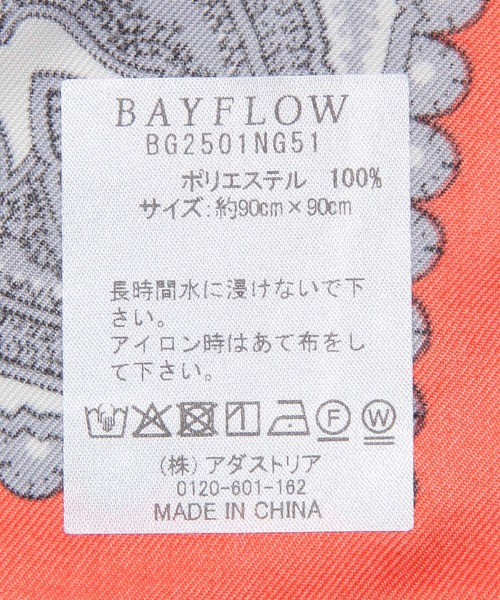 BAYFLOW
BG2501NG51
ポリエステル 100%
サイズ:約90cm×90cm
長時間水に浸けないで下
さい。
アイロン時はあて布をし
て下さい。
F W
(株) アダストリア
0120-601-162
MADE IN CHINA